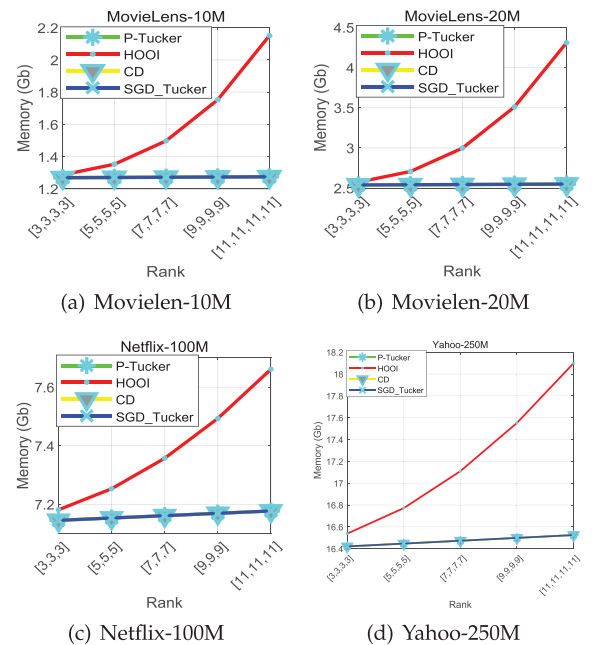 MovieLens-10M
2.2
2
1.8
1.6
1.4
1.2
Memory (Gb)
P-Tucker
HOOI
CD
SGD_Tucker
[3,3,3,3]
[5,5,5,5]
[7,7,7,7]
[9,9,9,9]
[11,11,11,11]
Rank
(a) Movielen-10M
MovieLens-20M
4.5
3.5
2.5
Memory (Gb)
P-Tucker
HOOI
CD
SGD_Tucker
[3,3,3,3]
[5,5,5,5]
[7,7,7,7]
[9,9,9,9]
[11,11,11,11]
Rank
(b) Movielen-20M
Netflix-100M
7.6
7.4
7.2
Memory (Gb)
P-Tucker
HOOI
CD
SGD_Tucker
[3,3,3]
[5,5,5]
[7,7,7]
[9,9,9]
[11,11,11]
Rank
(c) Netflix-100M
Yahoo-250M
18.2
18
17.8
17.6
17.4
17.2
17
16.8
16.6
16.4
Memory (Gb)
P-Tucker
HOOI
CD
SGD_Tucker
[3,3,3,3]
[5,5,5,5]
[7,7,7,7]
[9,9,9,9]
[11,11,11,11]
Rank
(d) Yahoo-250M